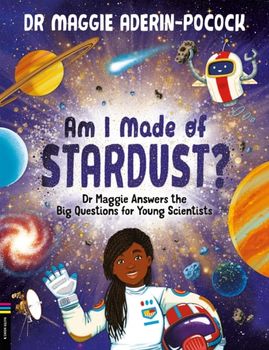 DR MAGGIE ADERIN-POCOCK
Am I Made of
STARDUST?
Dr Maggie Answers the
Big Questions for Young Scientists